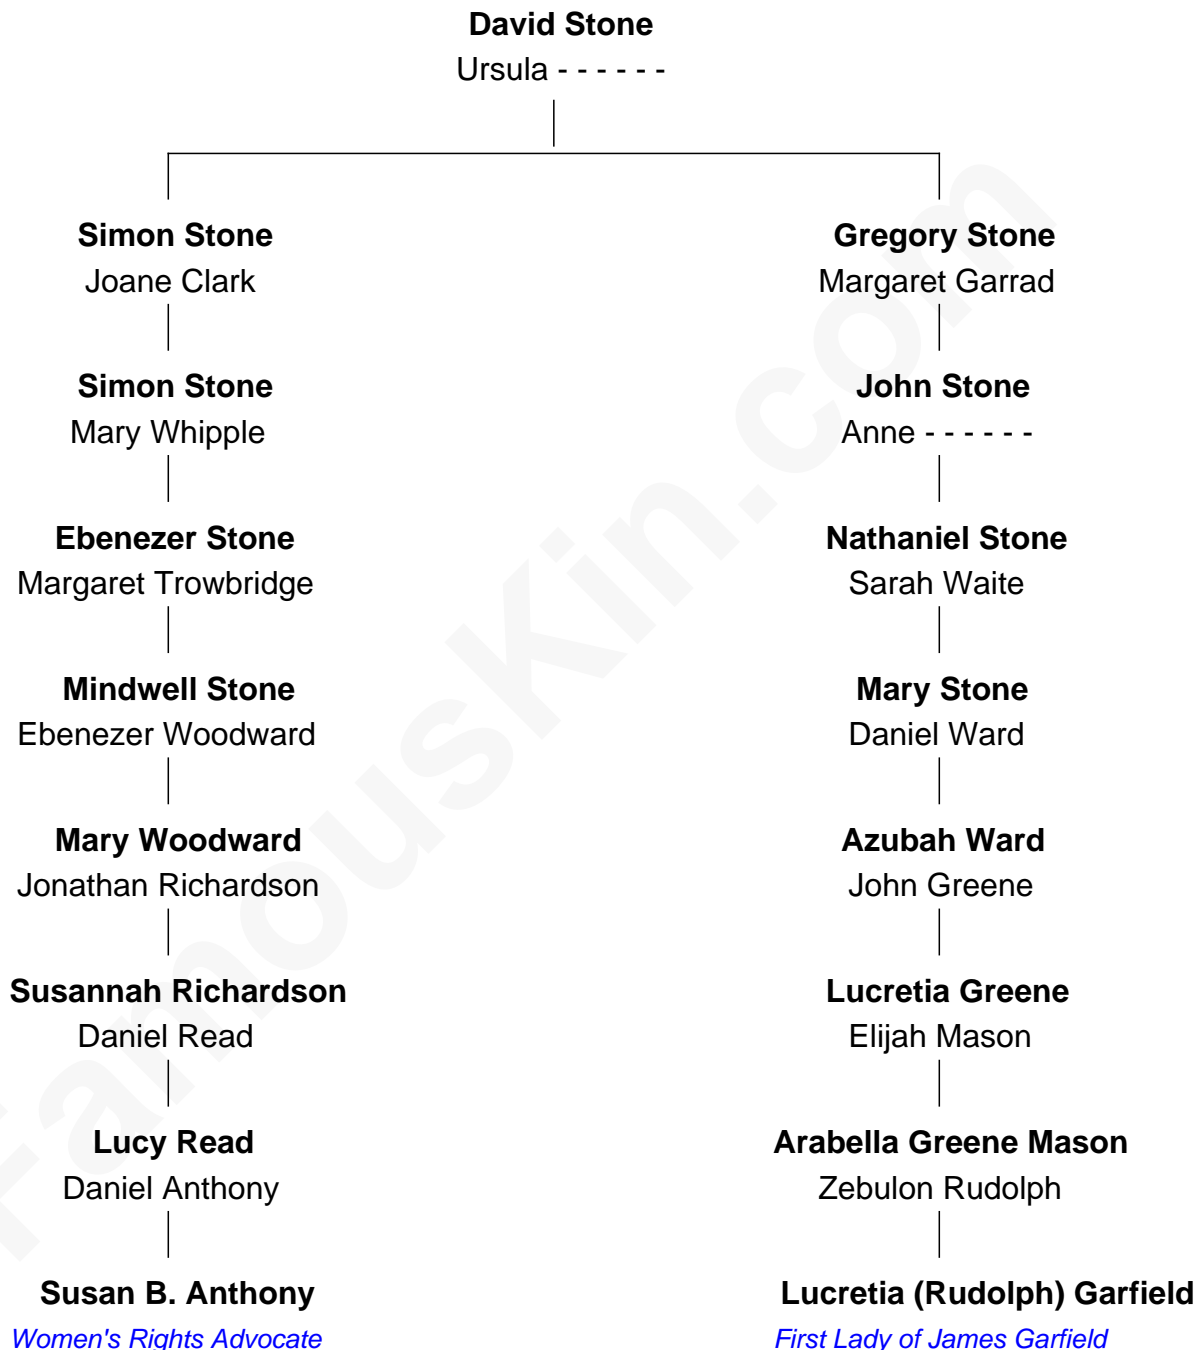 David Stone
Ursula - - - - - -
Simon Stone
Joane Clark
Gregory Stone
Margaret Garrad
Simon Stone
Mary Whipple
John Stone
Anne - - - - - -
Ebenezer Stone
Margaret Trowbridge
Nathaniel Stone
Sarah Waite
Mindwell Stone
Ebenezer Woodward
Mary Stone
Daniel Ward
Mary Woodward
Jonathan Richardson
Azubah Ward
John Greene
Susannah Richardson
Daniel Read
Lucretia Greene
Elijah Mason
Lucy Read
Daniel Anthony
Arabella Greene Mason
Zebulon Rudolph
Susan B. Anthony
Women's Rights Advocate
Lucretia (Rudolph) Garfield
First Lady of James Garfield
FamousKin.com